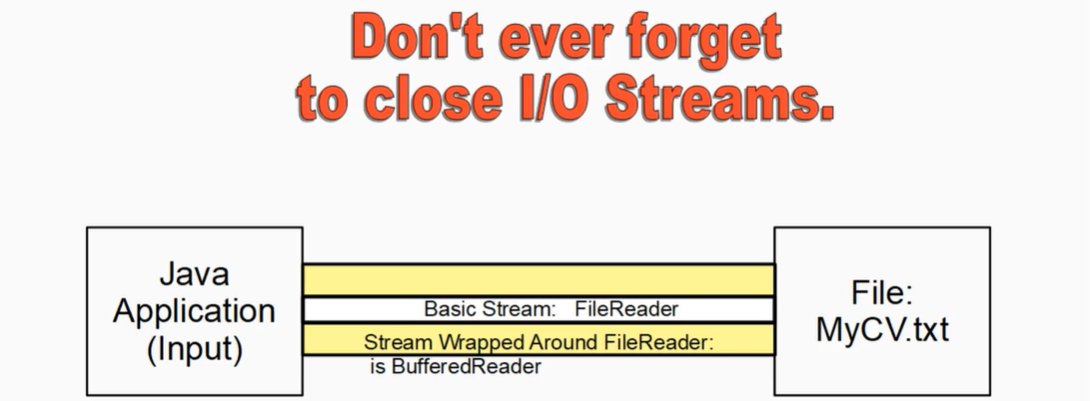 Don't ever forget
to close I/O Streams.
Java
Application
(Input)
Basic Stream: FileReader
Stream Wrapped Around FileReader:
is BufferedReader
File:
MyCV.txt